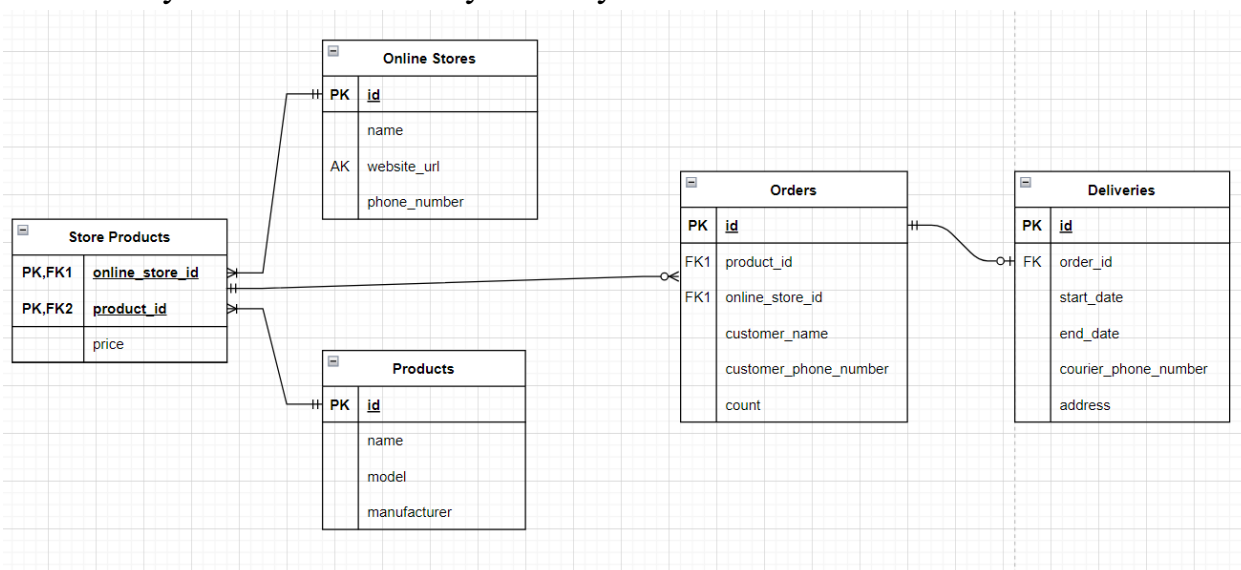 Online Stores
PK id
name
AK website_url
phone_number
Store Products
PK,FK1 online_store_id
PK,FK2 product_id
price
Products
PK id
name
model
manufacturer
Orders
PK id
FK1 product_id
FK1 online_store_id
customer_name
customer_phone_number
count
Deliveries
PK id
FK order_id
start_date
end_date
courier_phone_number
address